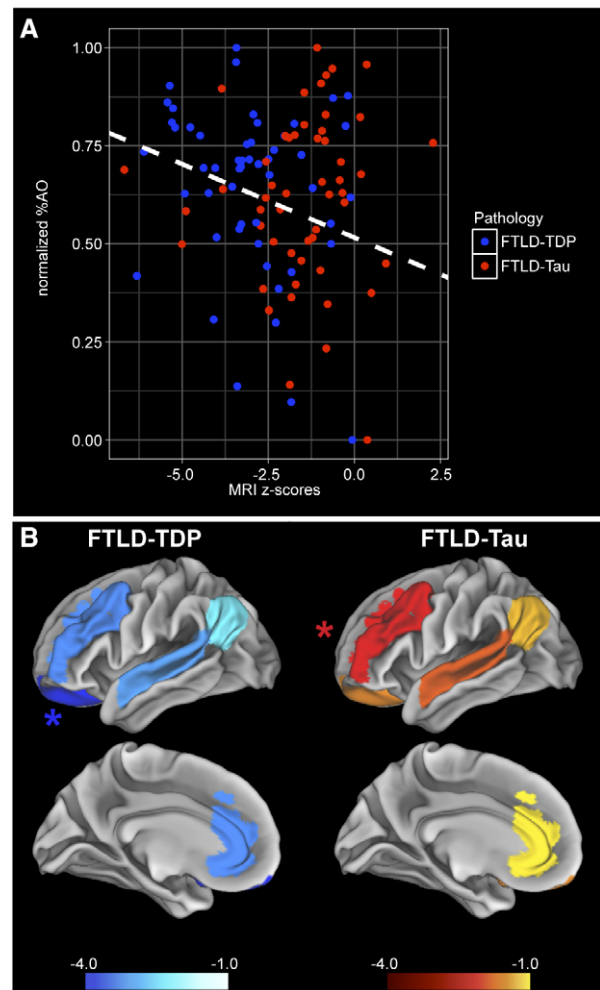 A
1.00
0.75
0.50
0.25
0.00
normalized %AO
-5.0 -2.5 0.0 2.5
MRI z-scores
Pathology
FTLD-TDP
FTLD-Tau
B
FTLD-TDP FTLD-Tau
*
*
-4.0 -1.0 -4.0 -1.0